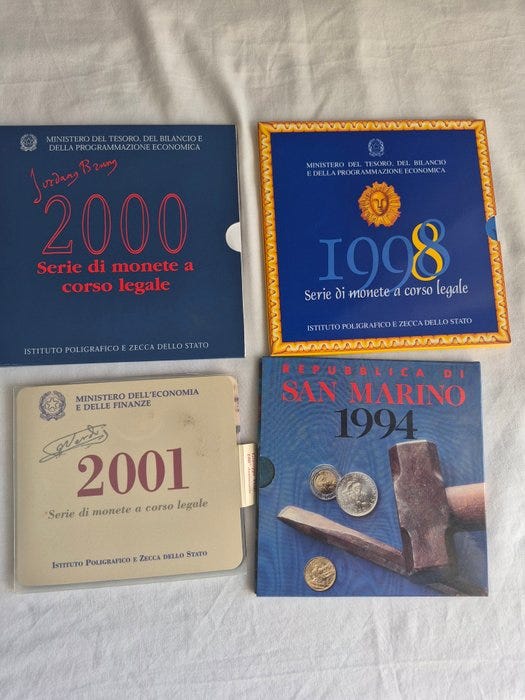 MINISTERO DEL TESORO, DEL BILANCIO E
DELLA PROGRAMMAZIONE ECONOMICA
Jordang Brung
2000
Serie di monete a
corso legale
ISTITUTO POLIGRAFICO E ZECCA DELLO STATO
MINISTERO DEL TESORO, DEL BILANCIO
E DELLA PROGRAMMAZIONE ECONOMICA
1998
Serie di monete a corso legale
ISTITUTO POLIGRAFICO E ZECCA DELLO STATO
MINISTERO DELL'ECONOMIA
E DELLE FINANZE
GVerdi
2001
Serie di monete a corso legale
ISTITUTO POLIGRAFICO E ZECCA DELLO STATO
REPUBBLICA DI
SAN MARINO
1994